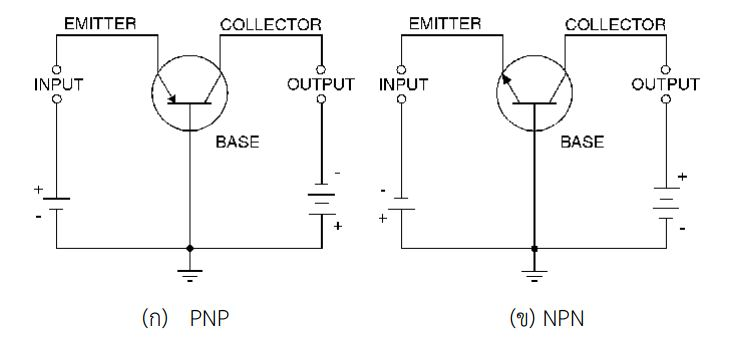 EMITTER COLLECTOR EMITTER COLLECTOR
INPUT OUTPUT INPUT OUTPUT
BASE BASE
+ - - +
- + + -
(ก) PNP (ข) NPN